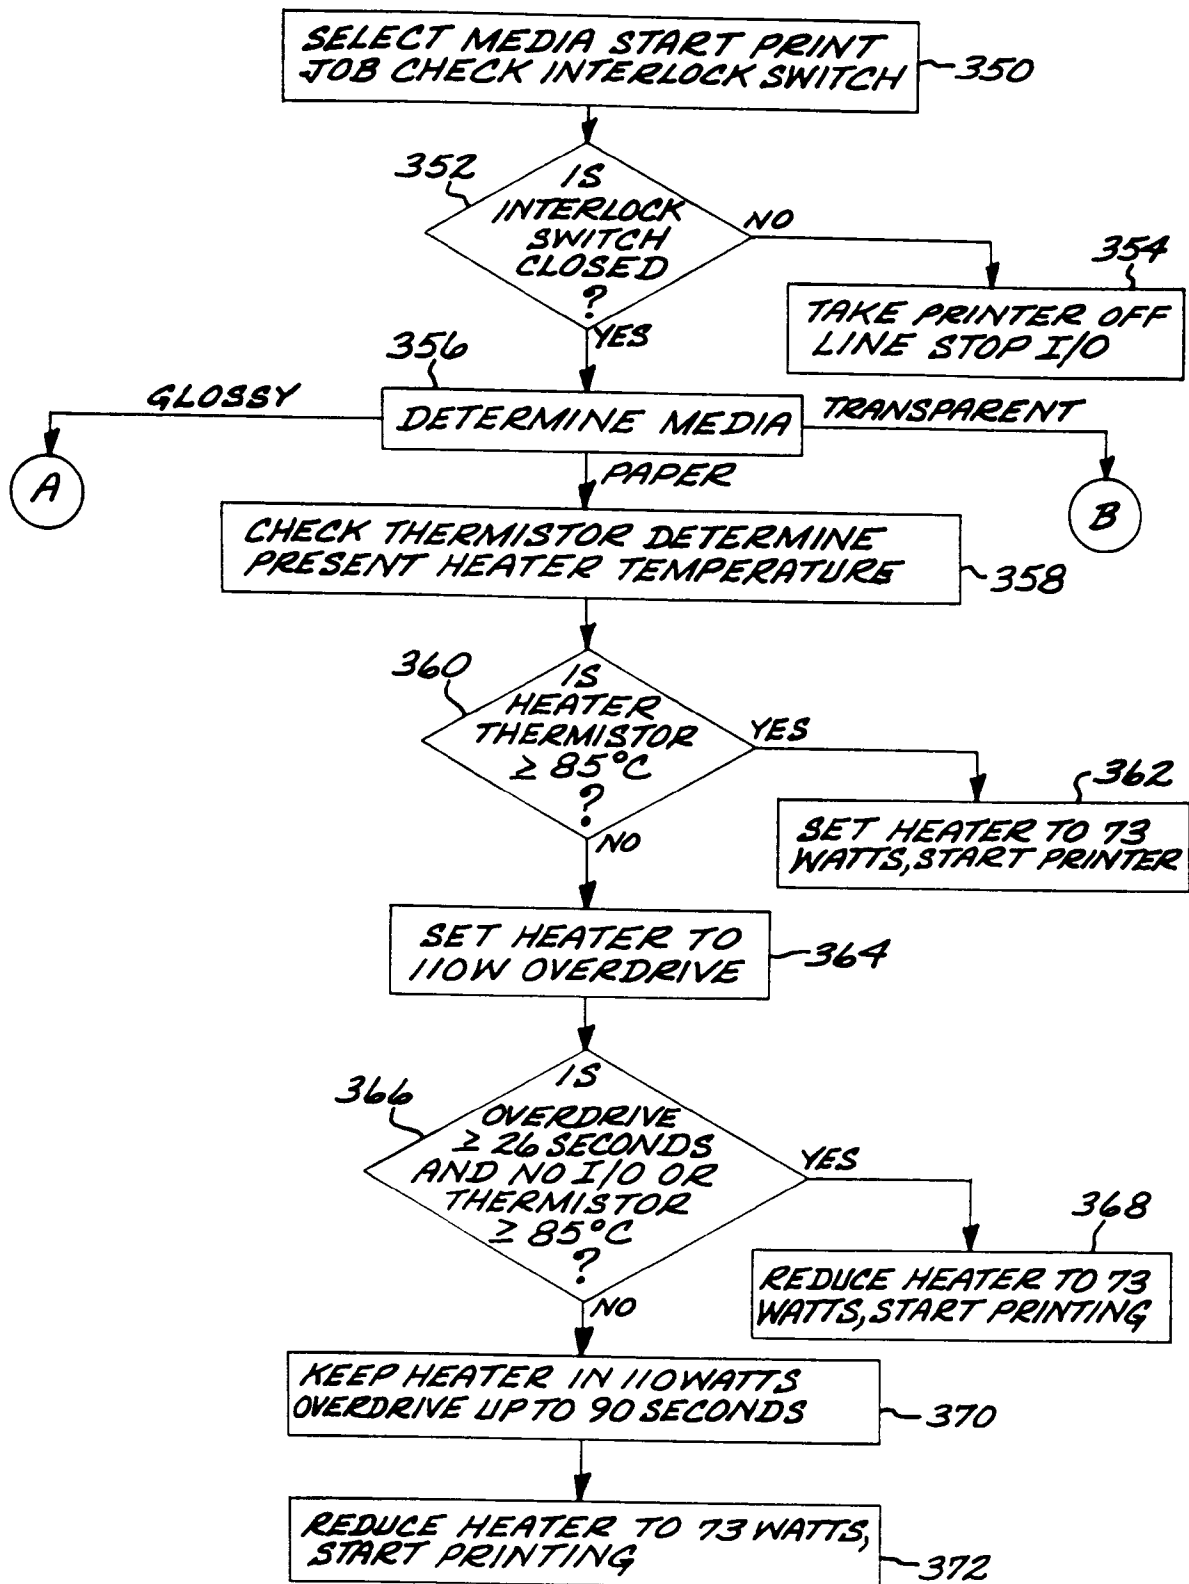 SELECT MEDIA START PRINT
JOB CHECK INTERLOCK SWITCH
350
352
IS
INTERLOCK
SWITCH
CLOSED
?
NO
354
TAKE PRINTER OFF
LINE STOP I/O
YES
356
GLOSSY
DETERMINE MEDIA
TRANSPARENT
A
PAPER
B
CHECK THERMISTOR DETERMINE
PRESENT HEATER TEMPERATURE
358
360
IS
HEATER
THERMISTOR
≥ 85°C
?
YES
362
SET HEATER TO 73
WATTS, START PRINTER
NO
SET HEATER TO
110W OVERDRIVE
364
366
IS
OVERDRIVE
≥ 26 SECONDS
AND NO I/O OR
THERMISTOR
≥ 85°C
?
YES
368
REDUCE HEATER TO 73
WATTS, START PRINTING
NO
KEEP HEATER IN 110 WATTS
OVERDRIVE UP TO 90 SECONDS
370
REDUCE HEATER TO 73 WATTS,
START PRINTING
372